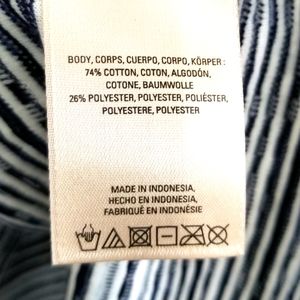 BODY, CORPS, CUERPO, CORPO, KÖRPER :
74% COTTON, COTON, ALGODÓN,
COTONE, BAUMWOLLE
26% POLYESTER, POLYESTER, POLIÉSTER,
POLYESTERE, POLYESTER
MADE IN INDONESIA,
HECHO EN INDONESIA,
FABRIQUÉ EN INDONÉSIE